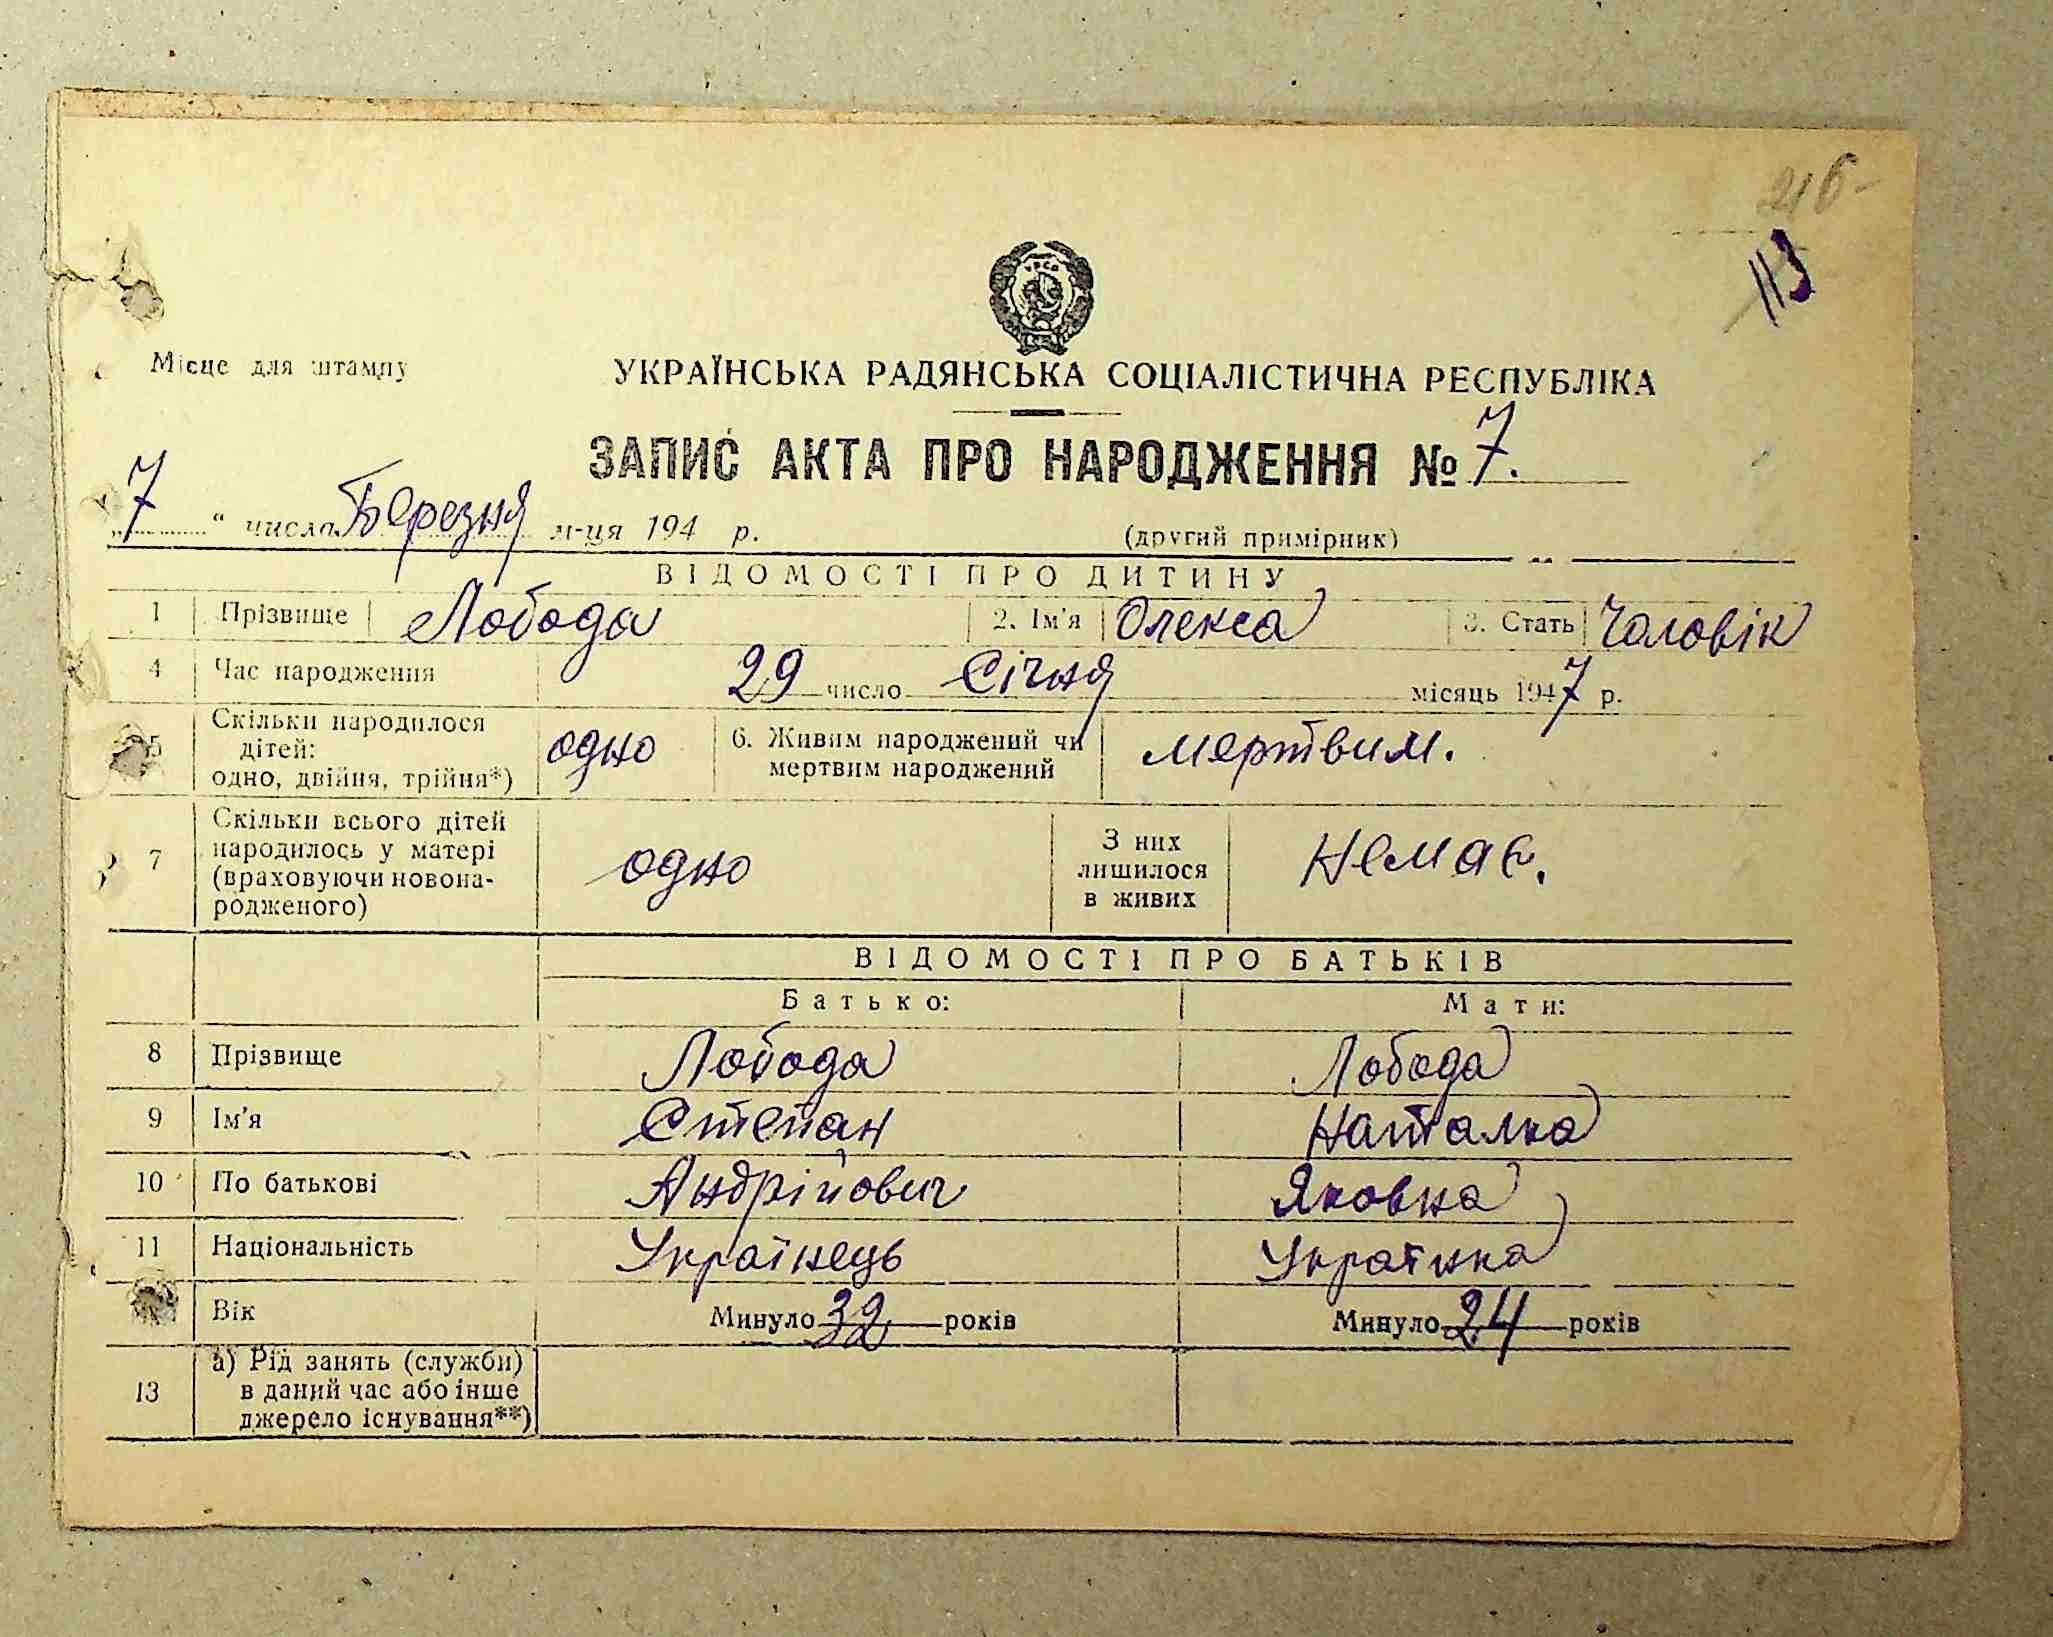 216-
113
Місце для штампу
УКРАЇНСЬКА РАДЯНСЬКА СОЦІАЛІСТИЧНА РЕСПУБЛІКА
ЗАПИС АКТА ПРО НАРОДЖЕННЯ № 7.
„7“ числа Березня м-ця 194 р. (другий примірник)
ВІДОМОСТІ ПРО ДИТИНУ
1 Прізвище Лобода 2. Ім'я Олекса 3. Стать Чоловік
4 Час народження 29 число Січня місяць 1947 р.
5 Скільки народилося дітей: одно, двійня, трійня*) одно 6. Живим народжений чи мертвим народжений мертвим.
7 Скільки всього дітей народилось у матері (враховуючи новона-родженого) одно З них лишилося в живих Немає.
ВІДОМОСТІ ПРО БАТЬКІВ
Батько: Мати:
8 Прізвище Лобода Лобода
9 Ім'я Степан Наталка
10 По батькові Андрійович Яковна
11 Національність Українець Українка
Вік Минуло 32 років Минуло 24 років
13 а) Рід занять (служби) в даний час або інше джерело існування**)